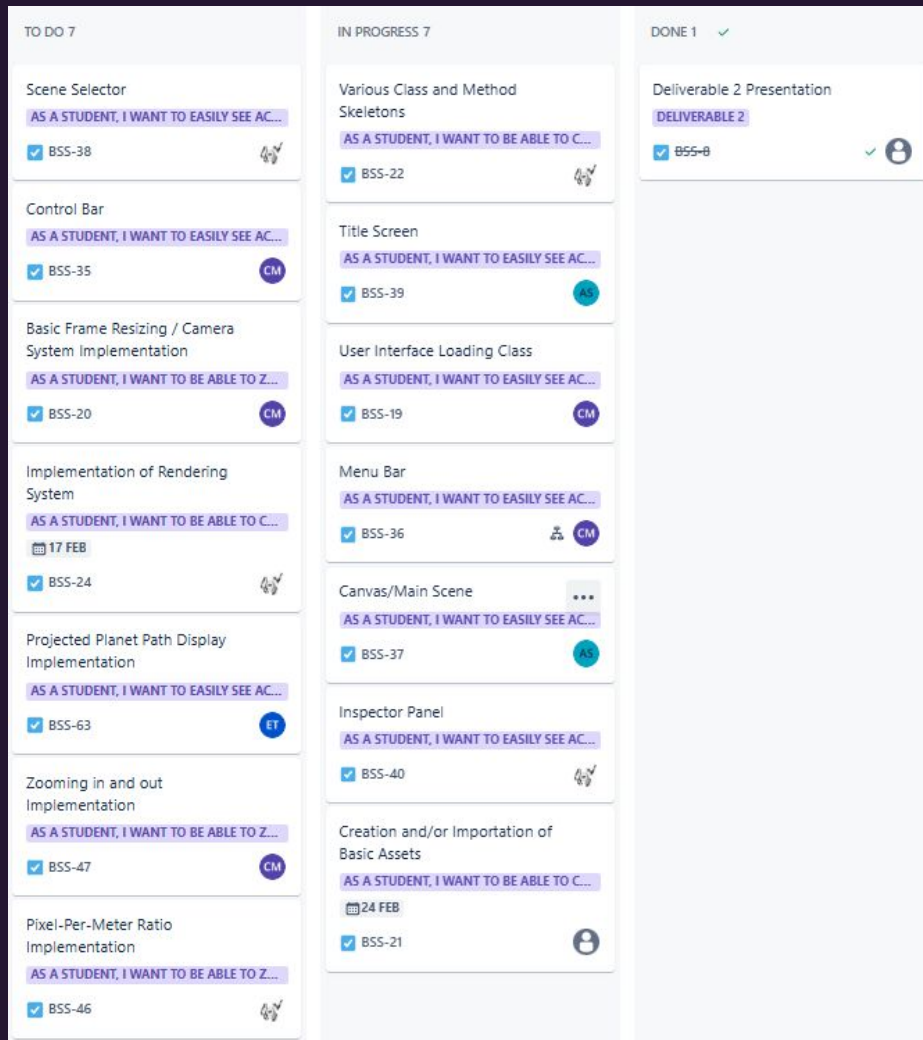 TO DO 7
Scene Selector
AS A STUDENT, I WANT TO EASILY SEE AC...
BSS-38
Control Bar
AS A STUDENT, I WANT TO EASILY SEE AC...
BSS-35
CM
Basic Frame Resizing / Camera
System Implementation
AS A STUDENT, I WANT TO BE ABLE TO Z...
BSS-20
CM
Implementation of Rendering
System
AS A STUDENT, I WANT TO BE ABLE TO C...
17 FEB
BSS-24
Projected Planet Path Display
Implementation
AS A STUDENT, I WANT TO EASILY SEE AC...
BSS-63
ET
Zooming in and out
Implementation
AS A STUDENT, I WANT TO BE ABLE TO Z...
BSS-47
CM
Pixel-Per-Meter Ratio
Implementation
AS A STUDENT, I WANT TO BE ABLE TO Z...
BSS-46
IN PROGRESS 7
Various Class and Method
Skeletons
AS A STUDENT, I WANT TO BE ABLE TO C...
BSS-22
Title Screen
AS A STUDENT, I WANT TO EASILY SEE AC...
BSS-39
AS
User Interface Loading Class
AS A STUDENT, I WANT TO EASILY SEE AC...
BSS-19
CM
Menu Bar
AS A STUDENT, I WANT TO EASILY SEE AC...
BSS-36
CM
Canvas/Main Scene
AS A STUDENT, I WANT TO EASILY SEE AC...
BSS-37
AS
Inspector Panel
AS A STUDENT, I WANT TO EASILY SEE AC...
BSS-40
Creation and/or Importation of
Basic Assets
AS A STUDENT, I WANT TO BE ABLE TO C...
24 FEB
BSS-21
DONE 1
Deliverable 2 Presentation
DELIVERABLE 2
BSS-8